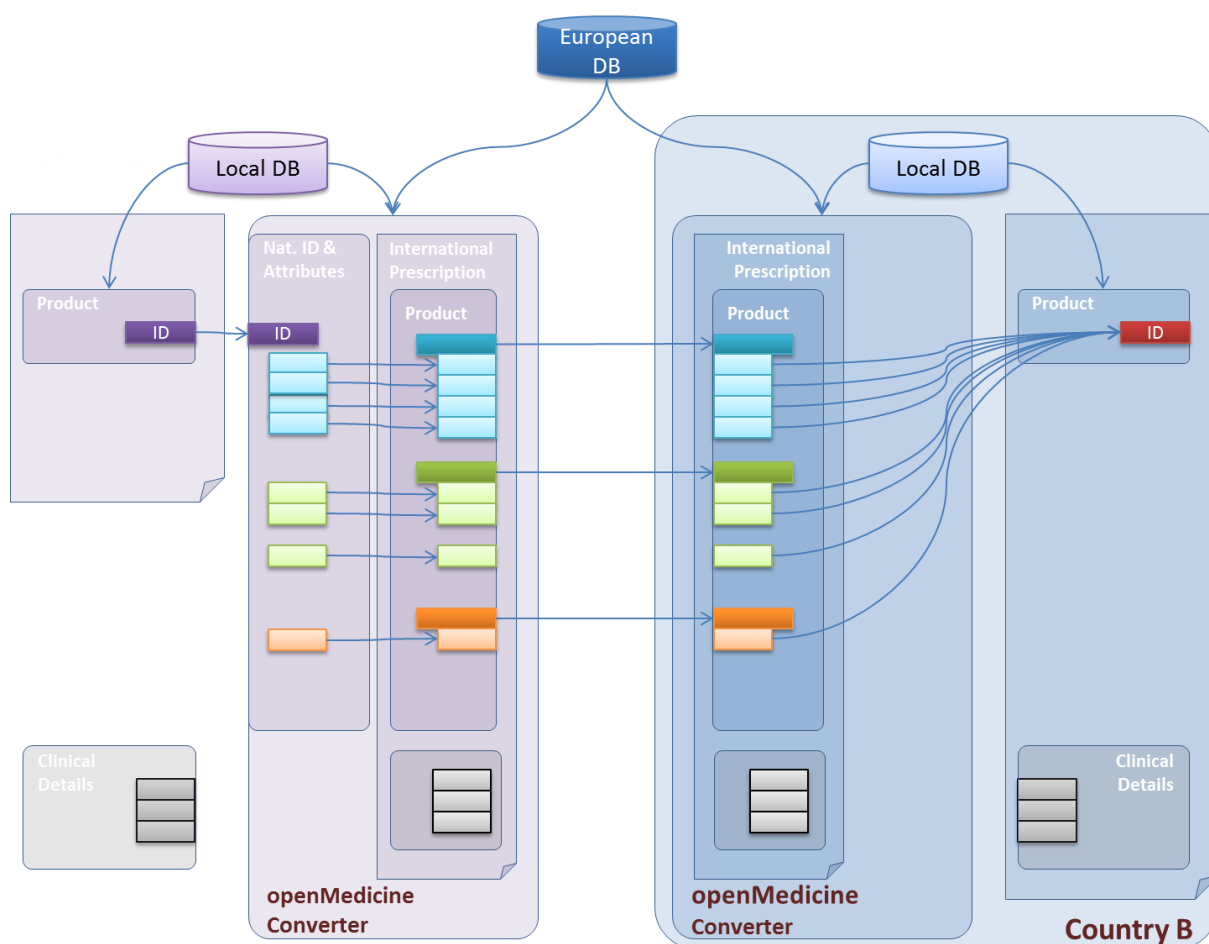 European
DB
Local DB
Local DB
Nat. ID &
Attributes
International
Prescription
International
Prescription
Product
Product
Product
Product
ID
ID
ID
Clinical
Details
Clinical
Details
openMedicine
Converter
openMedicine
Converter
Country B